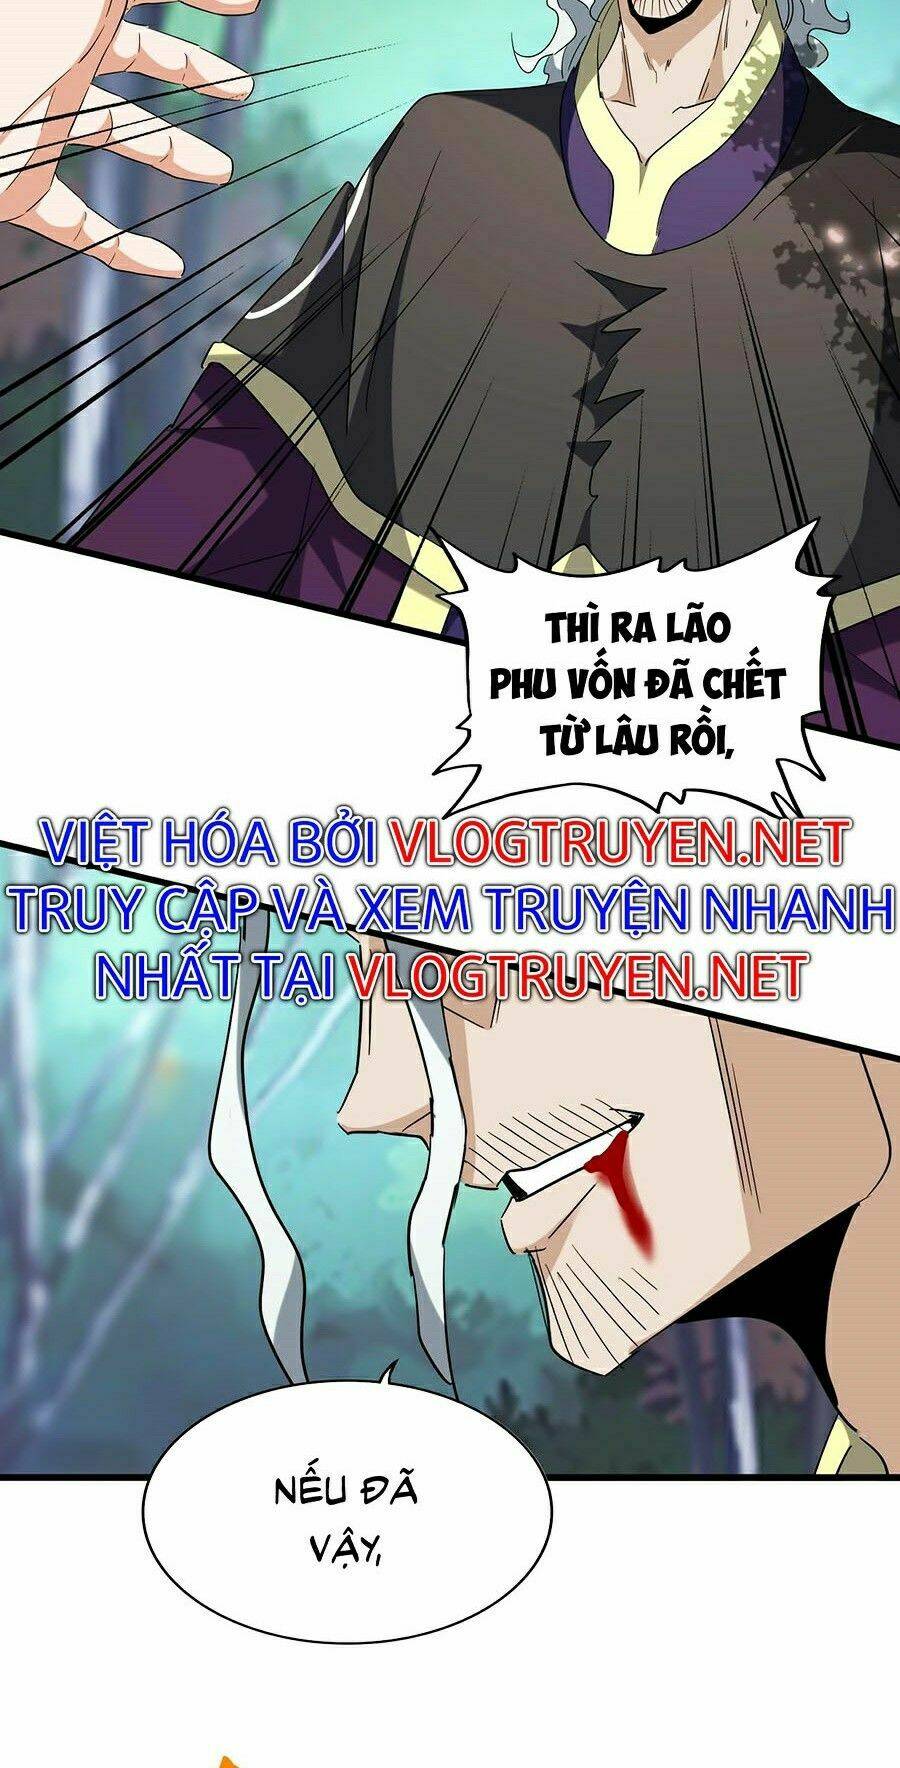 THÌ RA LÃO
PHU VỐN ĐÃ CHẾT
TỪ LÂU RỒI,
VIỆT HÓA BỞI VLOGTRUYEN.NET
TRUY CẬP VÀ XEM TRUYỆN NHANH
NHẤT TẠI VLOGTRUYEN.NET
NẾU ĐÃ
VẬY,